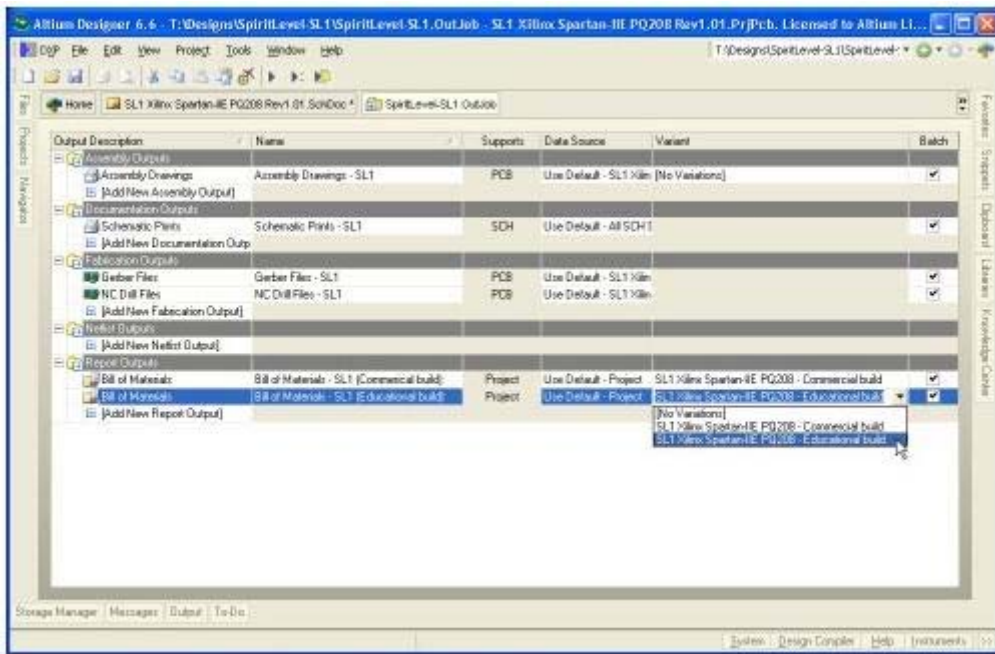 Altium Designer 6.6 - T:\Designs\SpiritLevel-SL1\SpiritLevel-SL1.OutJob - SL1 Xilinx Spartan-IIE PQ208 Rev1.01.PrjPcb. Licensed to Altium Li...
DXP File Edit View Project Tools Window Help
T:\Designs\SpiritLevel-SL1\SpiritLevel-
Home SL1 Xilinx Spartan-IIE PQ208 Rev1.01.SchDoc * SpiritLevel-SL1.OutJob
Files
Projects
Navigator
Favorites
Snippets
Clipboard
Libraries
Knowledge Center
Output Description Name Supports Data Source Variant Batch
Assembly Outputs
Assembly Drawings Assembly Drawings - SL1 PCB Use Default - SL1 Xilin [No Variations]
[Add New Assembly Output]
Documentation Outputs
Schematic Prints Schematic Prints - SL1 SCH Use Default - All SCH
[Add New Documentation Outp
Fabrication Outputs
Gerber Files Gerber Files - SL1 PCB Use Default - SL1 Xilin
NC Drill Files NC Drill Files - SL1 PCB Use Default - SL1 Xilin
[Add New Fabrication Output]
Netlist Outputs
[Add New Netlist Output]
Report Outputs
Bill of Materials Bill of Materials - SL1 (Commercial build) Project Use Default - Project SL1 Xilinx Spartan-IIE PQ208 - Commercial build
Bill of Materials Bill of Materials - SL1 (Educational build) Project Use Default - Project SL1 Xilinx Spartan-IIE PQ208 - Educational build
[Add New Report Output]
[No Variations]
SL1 Xilinx Spartan-IIE PQ208 - Commercial build
SL1 Xilinx Spartan-IIE PQ208 - Educational build
Storage Manager Messages Output To-Do
System Design Compiler Help Instruments >>